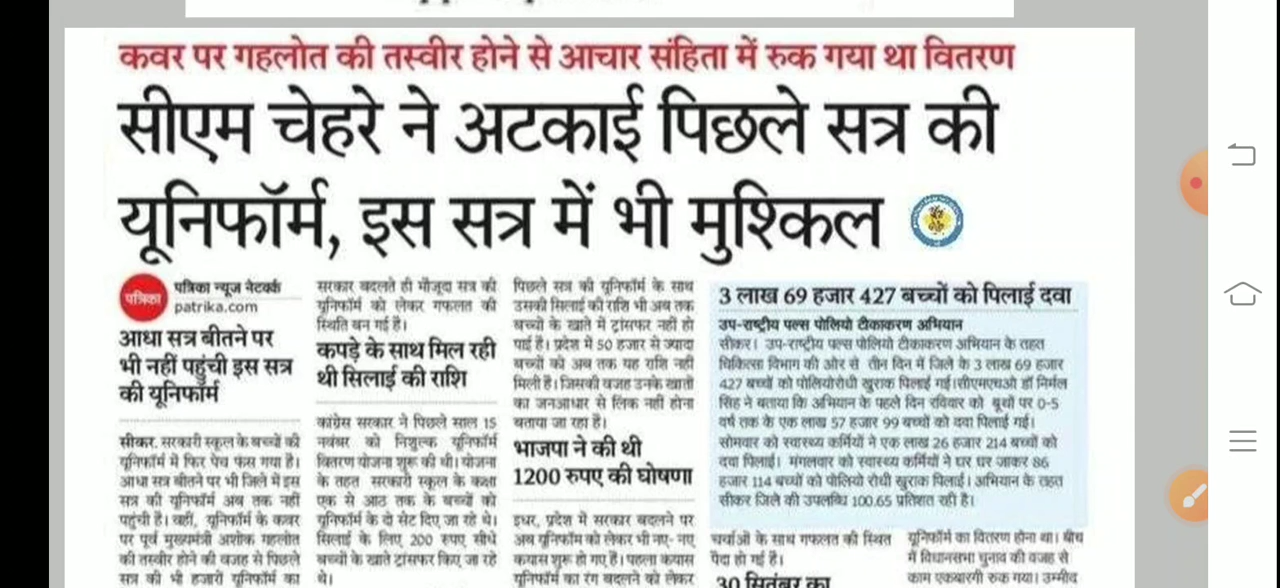 कवर पर गहलोत की तस्वीर होने से आचार संहिता में रुक गया था वितरण
सीएम चेहरे ने अटकाई पिछले सत्र की
यूनिफॉर्म, इस सत्र में भी मुश्किल
पत्रिका
पत्रिका न्यूज नेटवर्क
patrika.com
आधा सत्र बीतने पर
भी नहीं पहुंची इस सत्र
की यूनिफॉर्म
सीकर. सरकारी स्कूल के बच्चों की
यूनिफॉर्म में फिर पेच फंस गया है।
आधा सत्र बीतने पर भी जिले में इस
सत्र की यूनिफॉर्म अब तक नहीं
पहुंची है। वहीं, यूनिफॉर्म के कवर
पर पूर्व मुख्यमंत्री अशोक गहलोत
की तस्वीर होने की वजह से पिछले
सत्र की भी हजारों यूनिफॉर्म का
सरकार बदलते ही मौजूदा सत्र की
यूनिफॉर्म को लेकर गफलत की
स्थिति बन गई है।
कपड़े के साथ मिल रही
थी सिलाई की राशि
कांग्रेस सरकार ने पिछले साल 15
नवंबर को निशुल्क यूनिफॉर्म
वितरण योजना शुरू की थी। योजना
के तहत सरकारी स्कूल के कक्षा
एक से आठ तक के बच्चों को
यूनिफॉर्म के दो सेट दिए जा रहे थे।
सिलाई के लिए 200 रुपए सीधे
बच्चों के खाते ट्रांसफर किए जा रहे
थे।
पिछले सत्र की यूनिफॉर्म के साथ
उसकी सिलाई की राशि भी अब तक
बच्चों के खाते में ट्रांसफर नहीं हो
पाई है। प्रदेश में 50 हजार से ज्यादा
बच्चों को अब तक यह राशि नहीं
मिली है। जिसकी वजह उनके खातों
का जनआधार से लिंक नहीं होना
बताया जा रहा है।
भाजपा ने की थी
1200 रुपए की घोषणा
इधर, प्रदेश में सरकार बदलने पर
अब यूनिफॉम को लेकर भी नए- नए
कयास शुरू हो गए हैं। पहला कयास
यूनिफॉर्म का रंग बदलने को लेकर
3 लाख 69 हजार 427 बच्चों को पिलाई दवा
उप-राष्ट्रीय पल्स पोलियो टीकाकरण अभियान
सीकर। उप-राष्ट्रीय पल्स पोलियो टीकाकरण अभियान के तहत
चिकित्सा विभाग की ओर से तीन दिन में जिले के 3 लाख 69 हजार
427 बच्चों को पोलियोरोधी खुराक पिलाई गई।सीएमएचओ डॉ निर्मल
सिंह ने बताया कि अभियान के पहले दिन रविवार को बूथों पर 0-5
वर्ष तक के एक लाख 57 हजार 99 बच्चों को दवा पिलाई गई।
सोमवार को स्वास्थ्य कर्मियों ने एक लाख 26 हजार 214 बच्चों को
दवा पिलाई। मंगलवार को स्वास्थ्य कर्मियों ने घर घर जाकर 86
हजार 114 बच्चों को पोलियो रोधी खुराक पिलाई। अभियान के तहत
सीकर जिले की उपलब्धि 100.65 प्रतिशत रही है।
चर्चाओं के साथ गफलत की स्थित
पैदा हो गई है।
30 सितंबर का
यूनिफॉर्म का वितरण होना था। बीच
में विधानसभा चुनाव की वजह से
काम एकबारगी रुक गया। उम्मीद